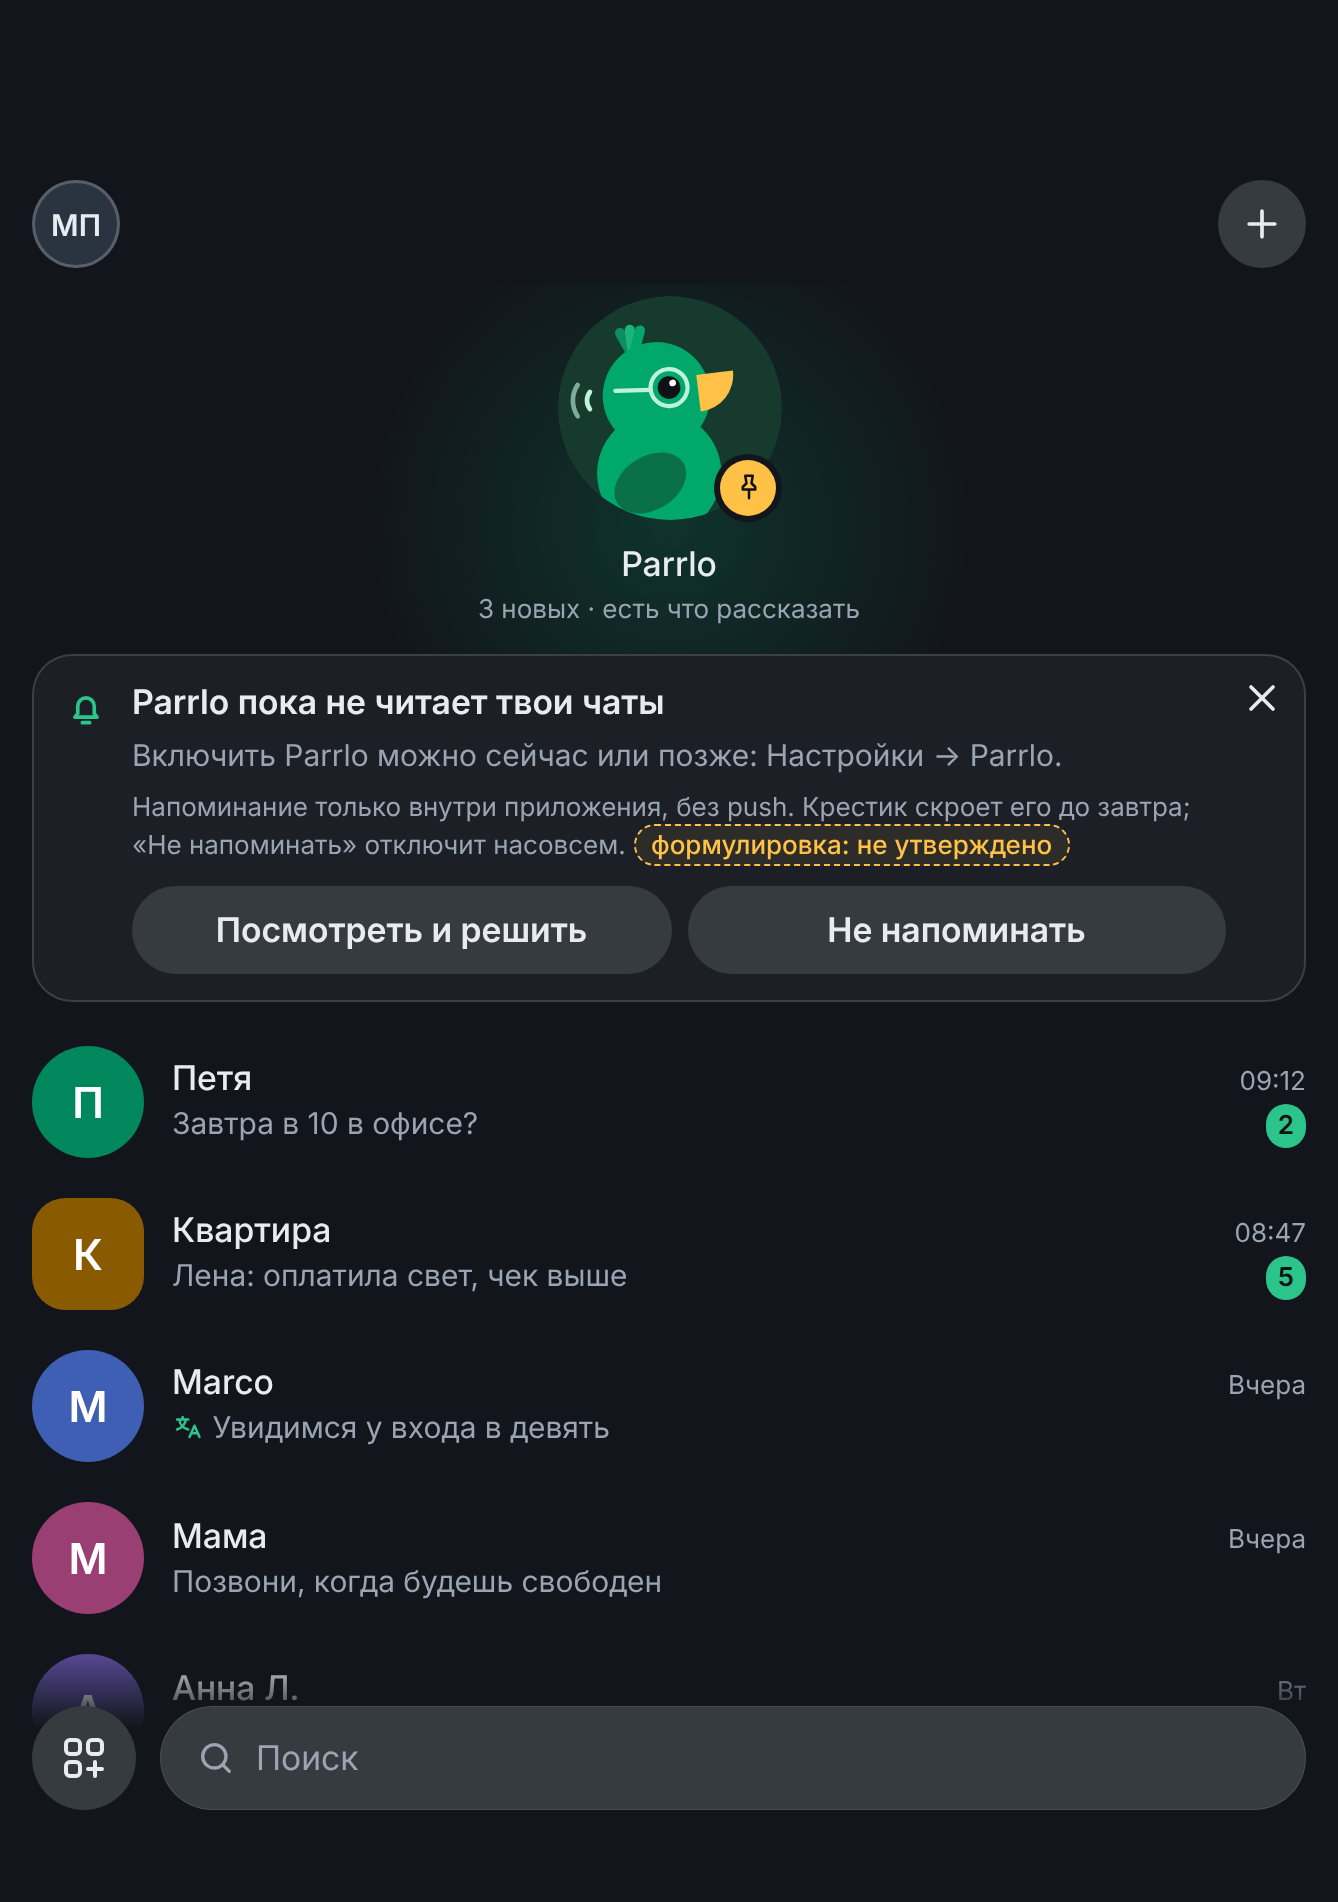 МП
Parrlo
3 новых · есть что рассказать
Parrlo пока не читает твои чаты
Включить Parrlo можно сейчас или позже: Настройки → Parrlo.
Напоминание только внутри приложения, без push. Крестик скроет его до завтра;
«Не напоминать» отключит насовсем. формулировка: не утверждено
Посмотреть и решить
Не напоминать
П
Петя
09:12
Завтра в 10 в офисе?
2
К
Квартира
08:47
Лена: оплатила свет, чек выше
5
M
Marco
Вчера
Увидимся у входа в девять
М
Мама
Вчера
Позвони, когда будешь свободен
А
Анна Л.
Вт
Поиск